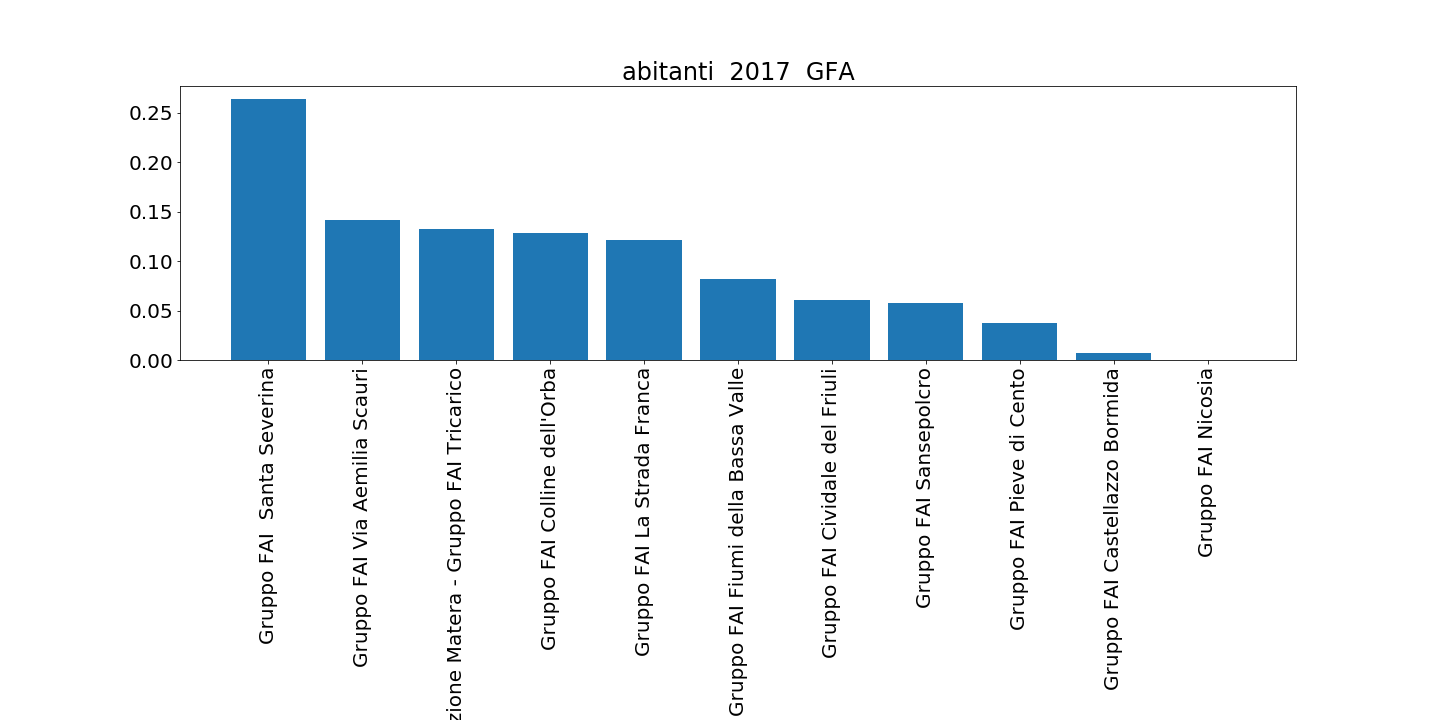 abitanti  2017  GFA
0.25
0.20
0.15
0.10
0.05
0.00
Gruppo FAI  Santa Severina
Gruppo FAI Via Aemilia Scauri
zione Matera - Gruppo FAI Tricarico
Gruppo FAI Colline dell'Orba
Gruppo FAI La Strada Franca
Gruppo FAI Fiumi della Bassa Valle
Gruppo FAI Cividale del Friuli
Gruppo FAI Sansepolcro
Gruppo FAI Pieve di Cento
Gruppo FAI Castellazzo Bormida
Gruppo FAI Nicosia